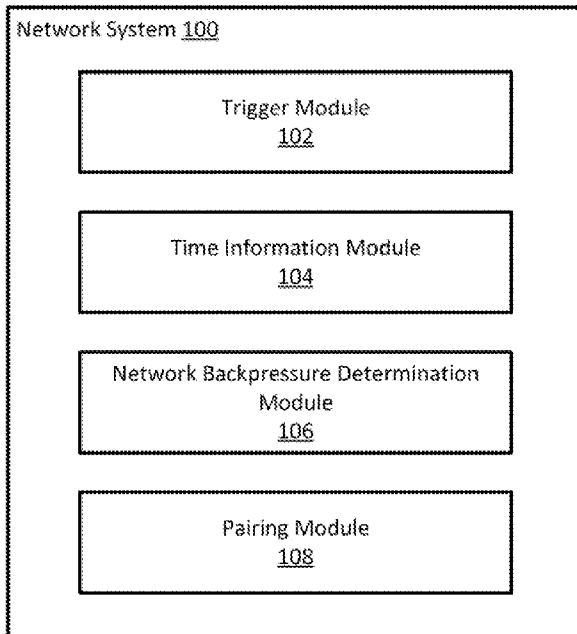 Network System 100
Trigger Module
102
Time Information Module
104
Network Backpressure Determination
Module
106
Pairing Module
108